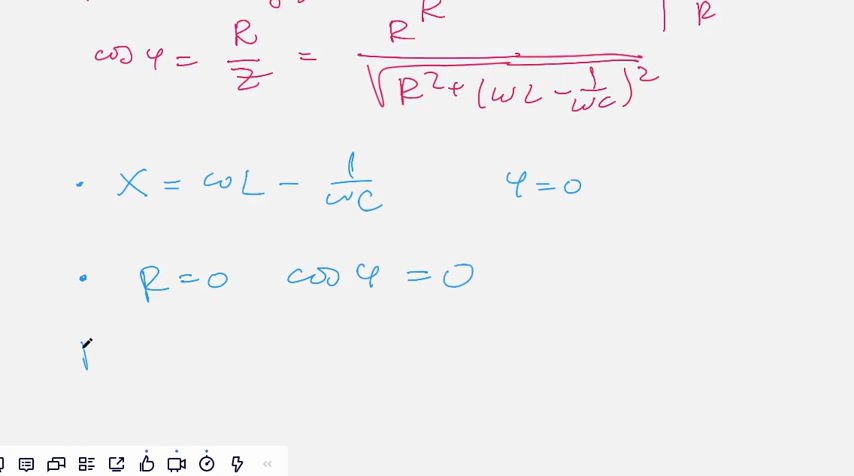 R
R
cos φ = R/Z = R/√(R² + (ωL - 1/ωC)²)
· X = ωL - 1/ωC φ = 0
· R = 0 cos φ = 0